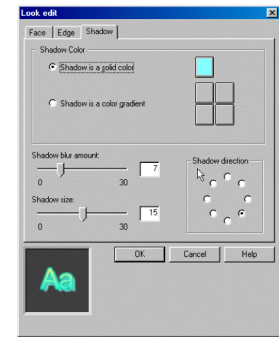 Look edit
Face Edge Shadow
Shadow Color
Shadow is a solid color
Shadow is a color gradient
Shadow blur amount:
7
0 30
Shadow direction
Shadow size:
15
0 30
OK Cancel Help
Aa